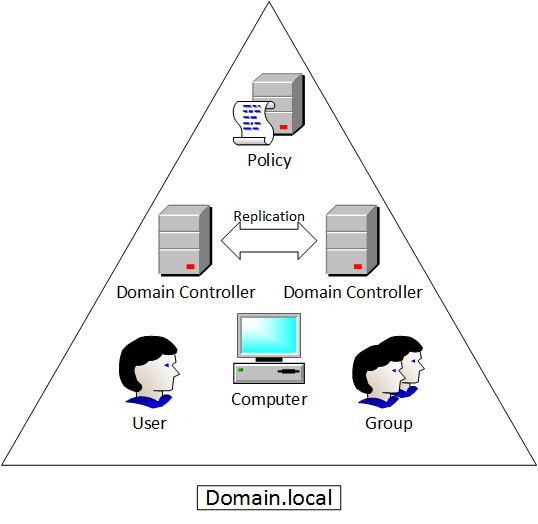 Policy
Replication
Domain Controller
Domain Controller
User
Computer
Group
Domain.local